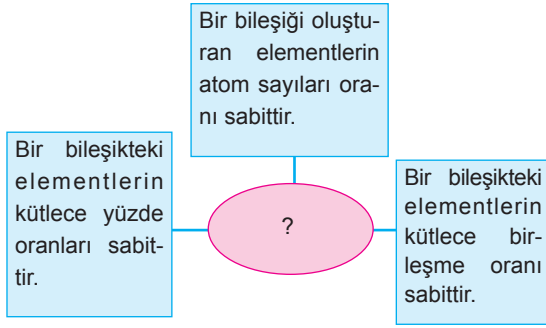 Bir bileşiği oluştu-
ran elementlerin
atom sayıları ora-
nı sabittir.
Bir bileşikteki
elementlerin
kütlece yüzde
oranları sabit-
tir.
?
Bir bileşikteki
elementlerin
kütlece bir-
leşme oranı
sabittir.